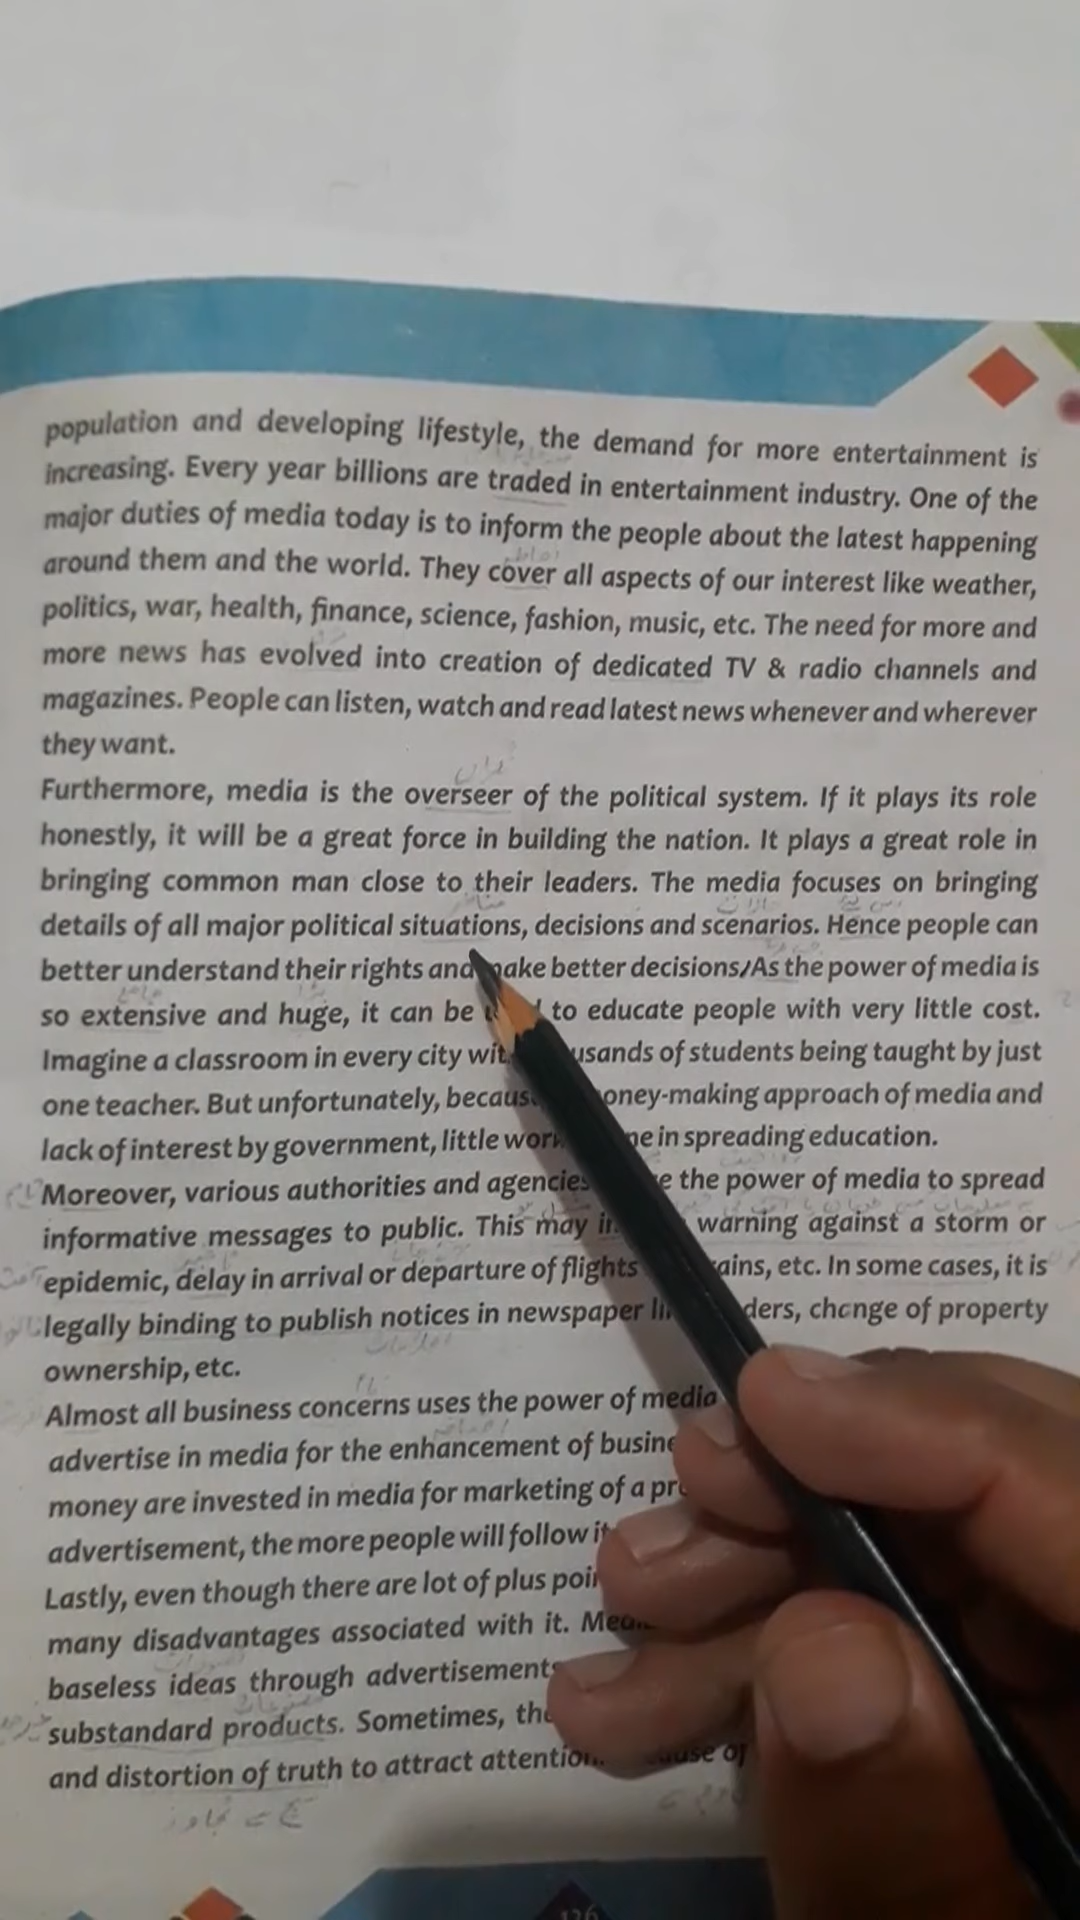 population and developing lifestyle, the demand for more entertainment is
increasing. Every year billions are traded in entertainment industry. One of the
major duties of media today is to inform the people about the latest happening
around them and the world. They cover all aspects of our interest like weather,
politics, war, health, finance, science, fashion, music, etc. The need for more and
more news has evolved into creation of dedicated TV & radio channels and
magazines. People can listen, watch and read latest news whenever and wherever
they want.
Furthermore, media is the overseer of the political system. If it plays its role
honestly, it will be a great force in building the nation. It plays a great role in
bringing common man close to their leaders. The media focuses on bringing
details of all major political situations, decisions and scenarios. Hence people can
better understand their rights and make better decisions/As the power of media is
so extensive and huge, it can be to educate people with very little cost.
Imagine a classroom in every city of students being taught by just
one teacher. But unfortunately, approach of media and
lack of interest by government, little in spreading education.
Moreover, various authorities and agencies the power of media to spread
informative messages to public. This may warning against a storm or
epidemic, delay in arrival or departure of flights etc. In some cases, it is
legally binding to publish notices in newspaper change of property
ownership, etc.
Almost all business concerns uses the power of media
advertise in media for the enhancement of
money are invested in media for marketing of a
advertisement, the more people will follow
Lastly, even though there are lot of plus
many disadvantages associated with it.
baseless ideas through advertisements
substandard products. Sometimes,
and distortion of truth to attract attention. of
136